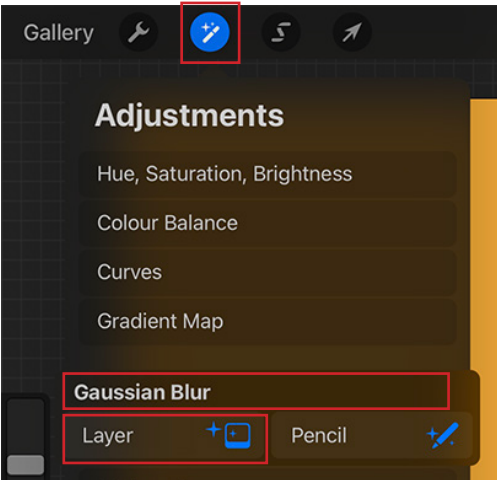 Gallery
Adjustments
Hue, Saturation, Brightness
Colour Balance
Curves
Gradient Map
Gaussian Blur
Layer Pencil